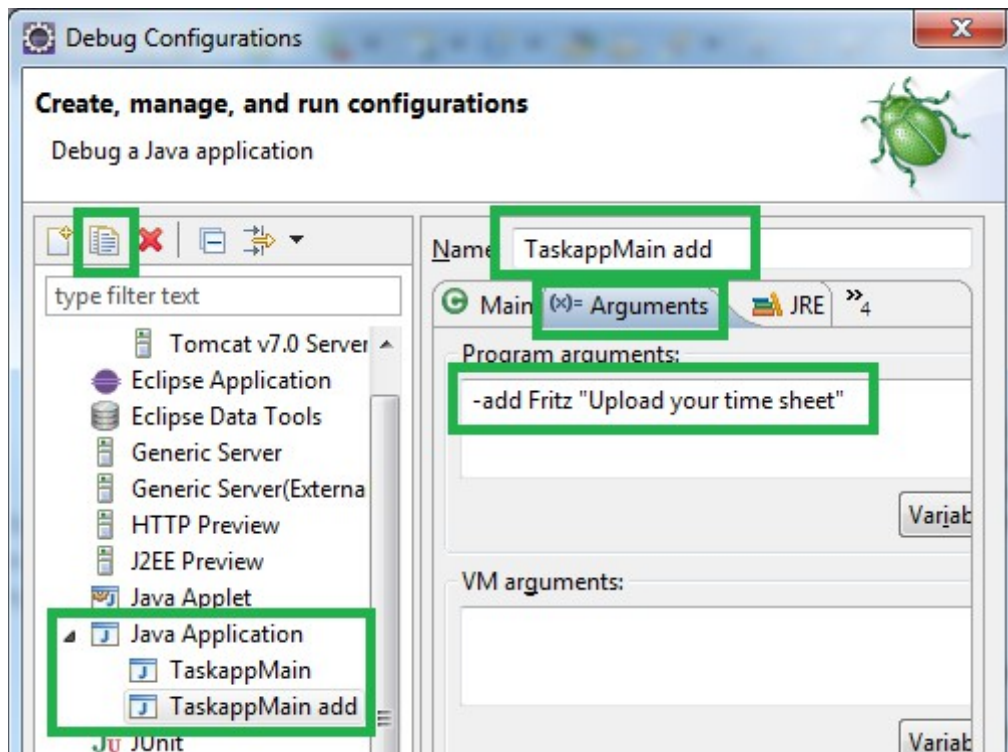 Debug Configurations
x
Create, manage, and run configurations
Debug a Java application
Name
TaskappMain add
type filter text
Main
(x)= Arguments
JRE
»4
Tomcat v7.0 Server
Program arguments:
Eclipse Application
-add Fritz "Upload your time sheet"
Eclipse Data Tools
Generic Server
Generic Server(Externa
HTTP Preview
Variab
J2EE Preview
VM arguments:
Java Applet
Java Application
TaskappMain
TaskappMain add
JUnit
Variab